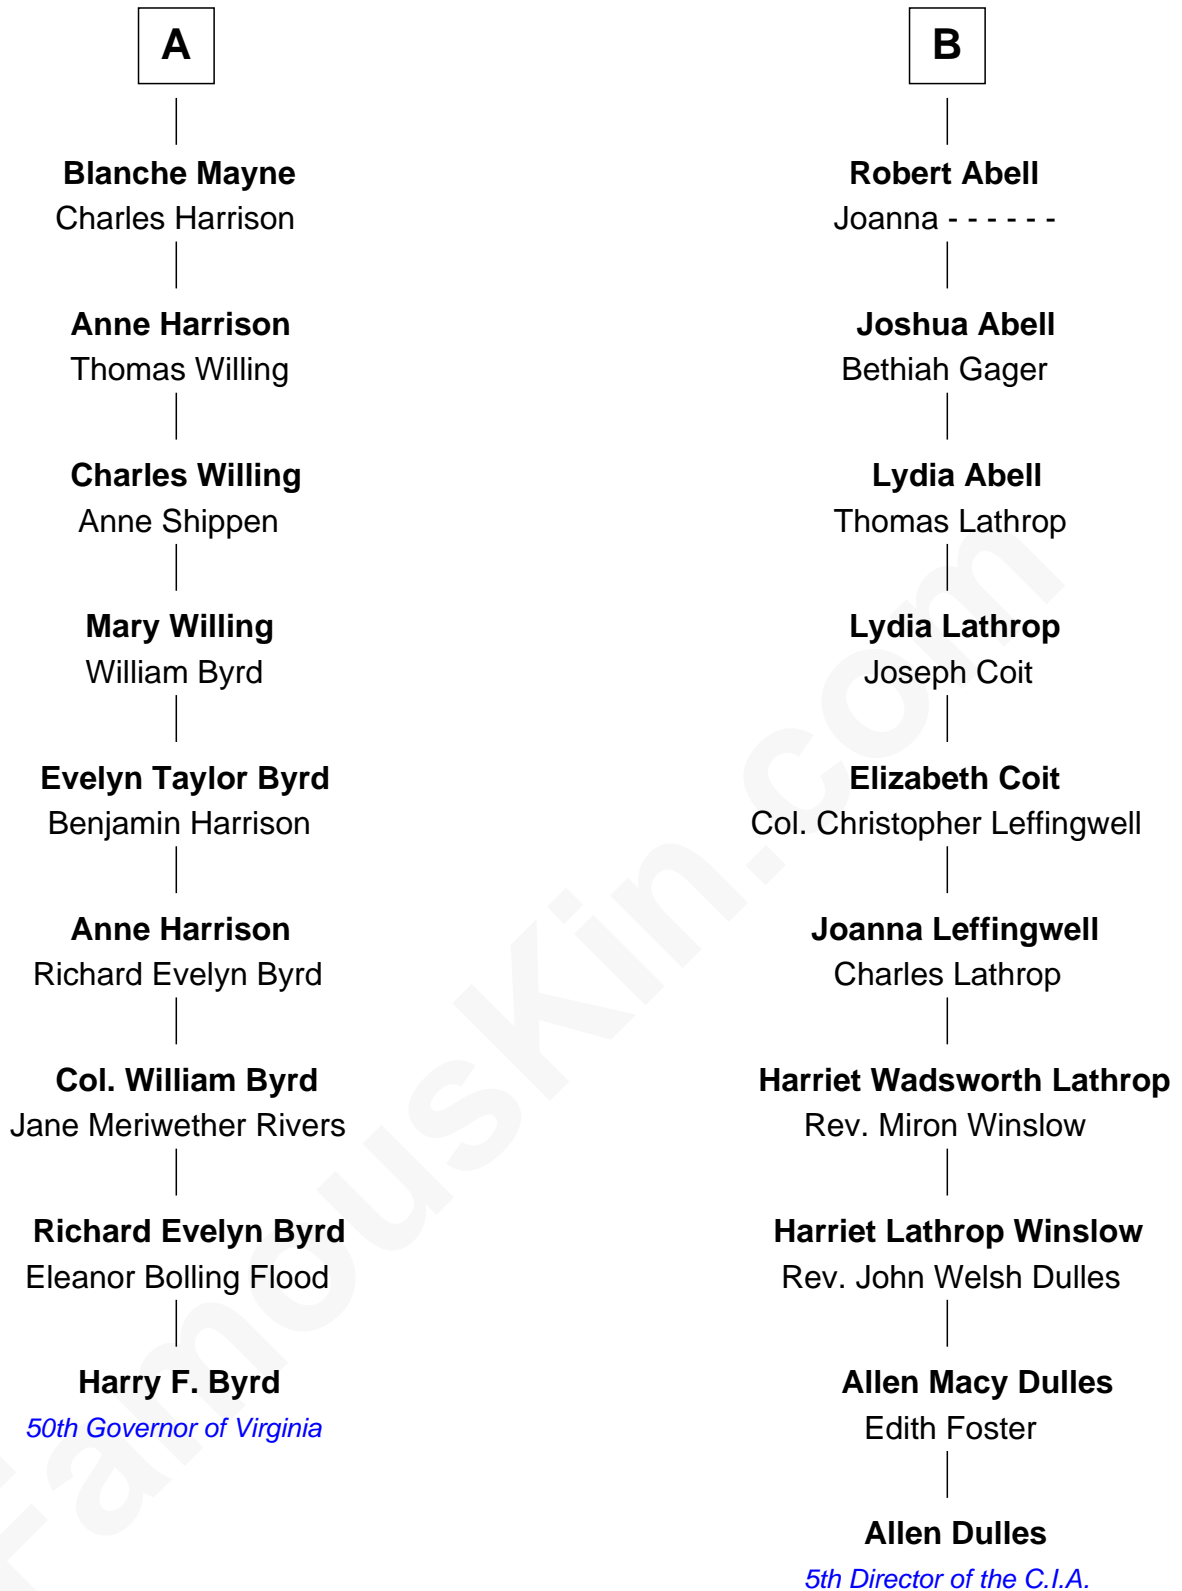 A
Blanche Mayne
Charles Harrison
Anne Harrison
Thomas Willing
Charles Willing
Anne Shippen
Mary Willing
William Byrd
Evelyn Taylor Byrd
Benjamin Harrison
Anne Harrison
Richard Evelyn Byrd
Col. William Byrd
Jane Meriwether Rivers
Richard Evelyn Byrd
Eleanor Bolling Flood
Harry F. Byrd
50th Governor of Virginia
B
Robert Abell
Joanna - - - - - -
Joshua Abell
Bethiah Gager
Lydia Abell
Thomas Lathrop
Lydia Lathrop
Joseph Coit
Elizabeth Coit
Col. Christopher Leffingwell
Joanna Leffingwell
Charles Lathrop
Harriet Wadsworth Lathrop
Rev. Miron Winslow
Harriet Lathrop Winslow
Rev. John Welsh Dulles
Allen Macy Dulles
Edith Foster
Allen Dulles
5th Director of the C.I.A.
FamousKin.com